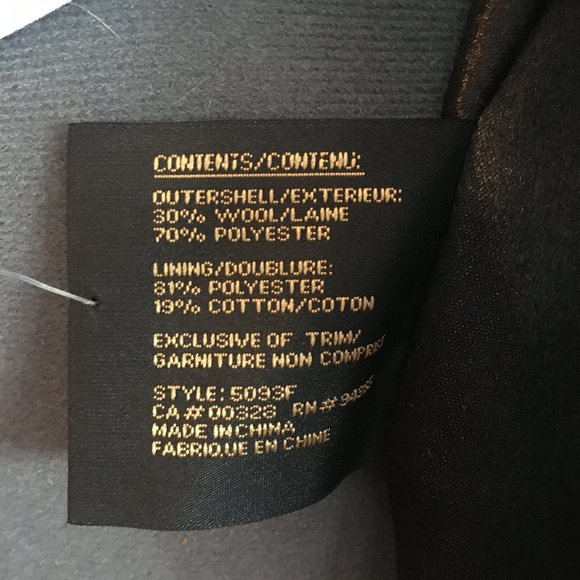 CONTENTS/CONTENU:
OUTERSHELL/EXTERIEUR:
30% WOOL/LAINE
70% POLYESTER
LINING/DOUBLURE:
81% POLYESTER
19% COTTON/COTON
EXCLUSIVE OF TRIM/
GARNITURE NON COMPRISE
STYLE: 5093F
CA# 00328 RN#
MADE IN CHINA
FABRIQUE EN CHINE